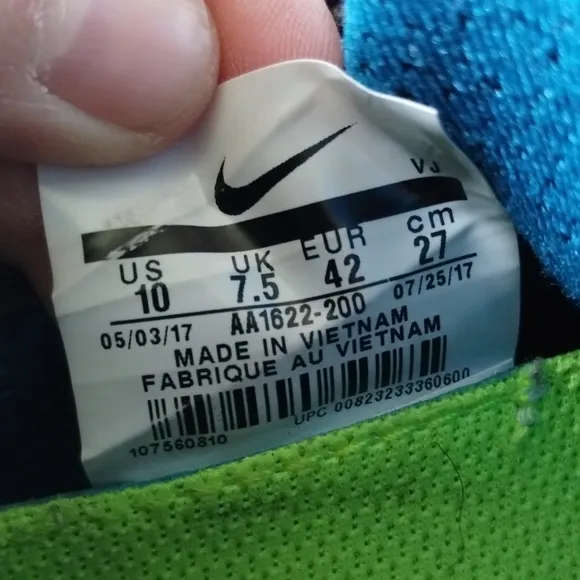 VJ
US UK EUR cm
10 7.5 42 27
05/03/17 AA1622-200 07/25/17
MADE IN VIETNAM
FABRIQUE AU VIETNAM
107560810 UPC 00823233360600